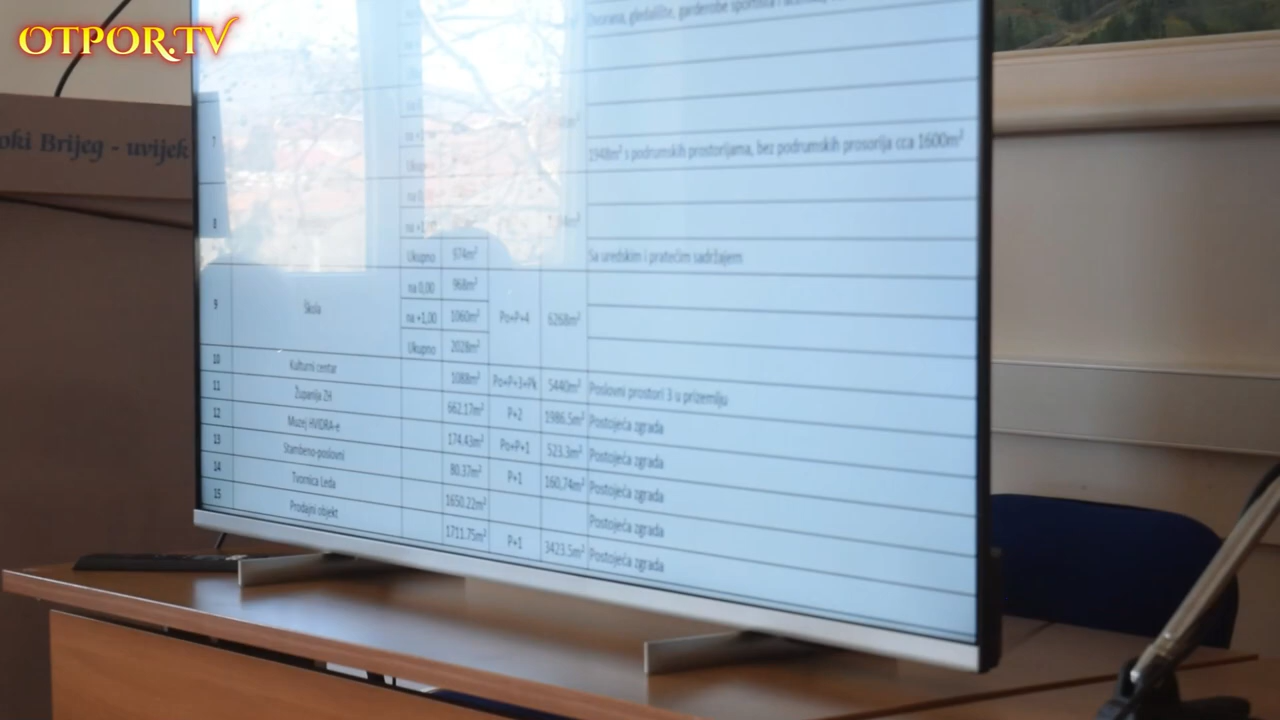 OTPOR.TV
oki Brijeg - uvijek
Dvorana, gledalište, garderobe sportista i
7
1948m² s podrumskih prostorijama, bez podrumskih prosorija cca 1600m²
8
Ukupno 974m² Sa uredskim i pratećim sadržajem
na 0,00 968m²
9 Škola na +1,00 1060m² Po+P+4 6268m²
Ukupno 2028m²
10 Kulturni centar 1088m² Po+P+3+Pk 5440m² Poslovni prostori 3 u prizemlju
11 Županija ZH 662.17m² P+2 1986.5m² Postojeća zgrada
12 Muzej HVIDRA-e 174.43m² Po+P+1 523.3m² Postojeća zgrada
13 Stambeno-poslovni 80.37m² P+1 160,74m² Postojeća zgrada
14 Tvornica Leda 1650.22m² Postojeća zgrada
15 Prodajni objekt 1711.75m² P+1 3423.5m² Postojeća zgrada